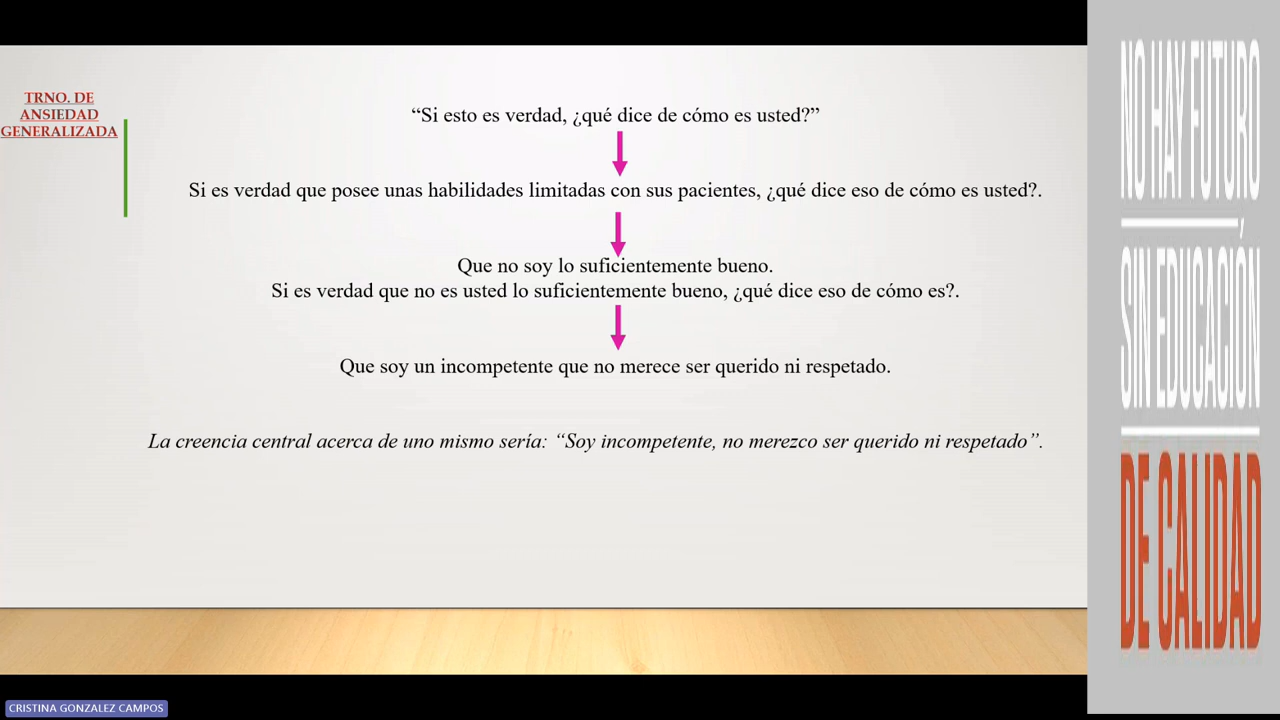 TRNO. DE
ANSIEDAD
GENERALIZADA
“Si esto es verdad, ¿qué dice de cómo es usted?”
Si es verdad que posee unas habilidades limitadas con sus pacientes, ¿qué dice eso de cómo es usted?.
Que no soy lo suficientemente bueno.
Si es verdad que no es usted lo suficientemente bueno, ¿qué dice eso de cómo es?.
Que soy un incompetente que no merece ser querido ni respetado.
La creencia central acerca de uno mismo sería: “Soy incompetente, no merezco ser querido ni respetado”.
NO HAY FUTURO
SIN EDUCACIÓN
DE CALIDAD
CRISTINA GONZALEZ CAMPOS